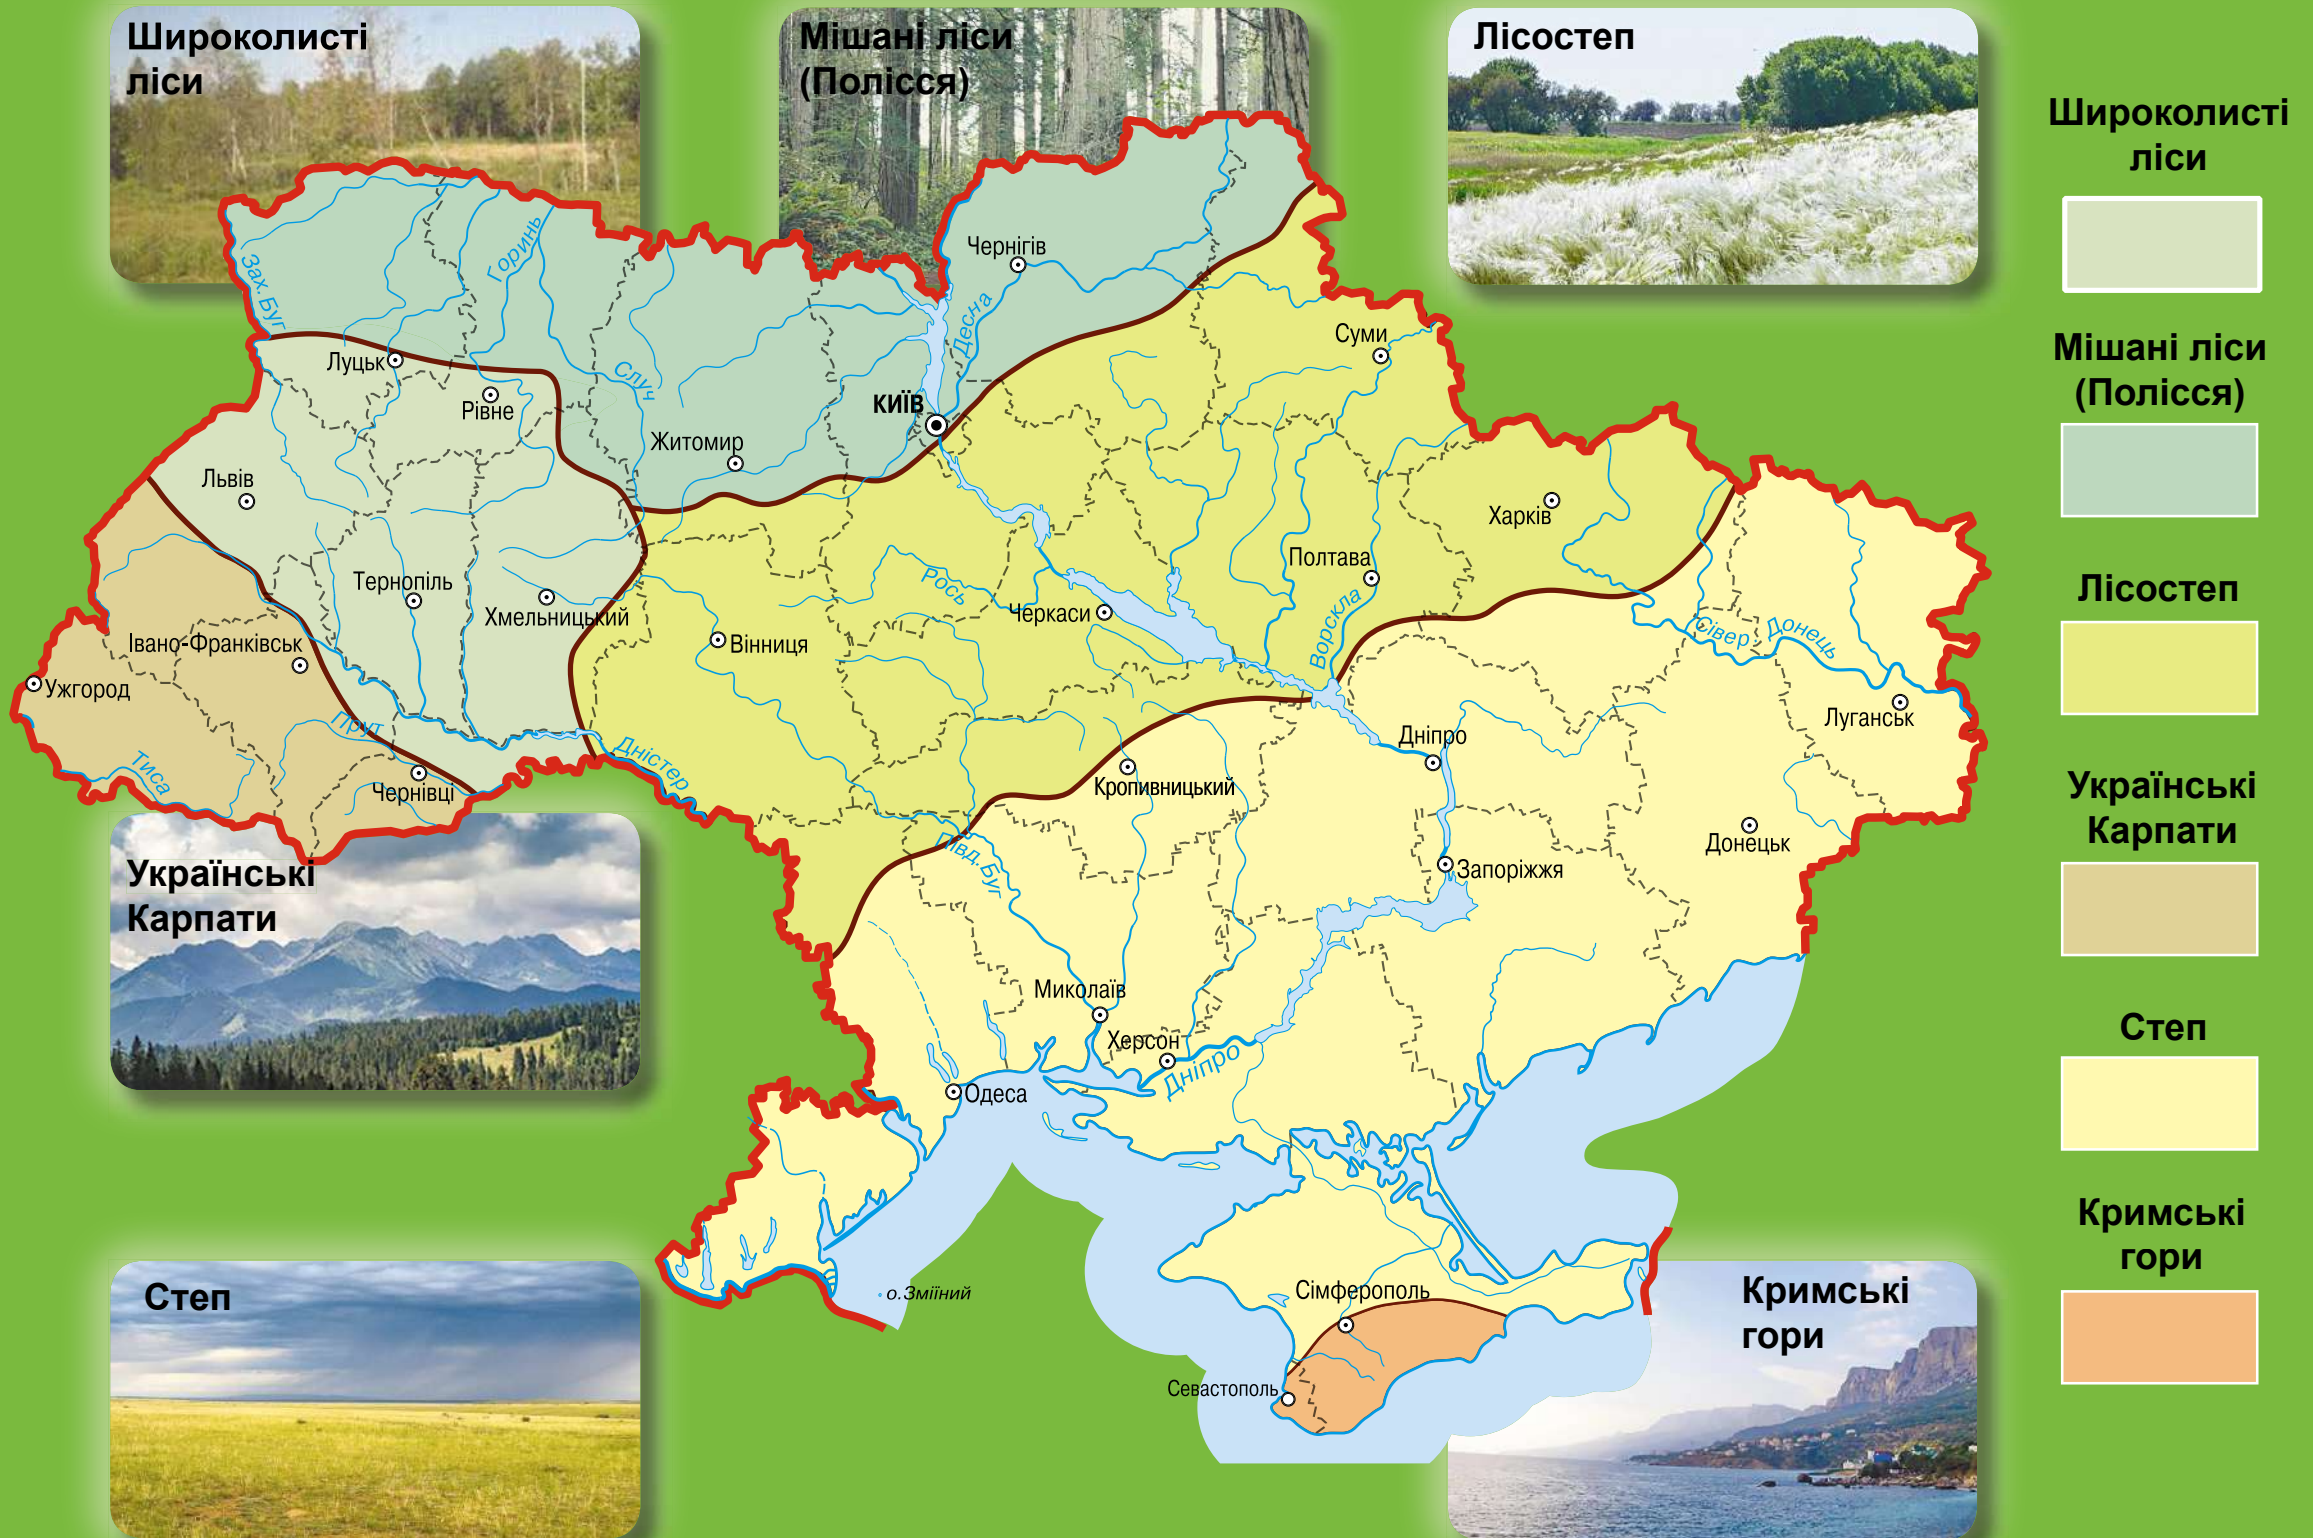 Широколисті
ліси
Мішані ліси
(Полісся)
Лісостеп
Широколисті
ліси
Мішані ліси
(Полісся)
Лісостеп
Українські
Карпати
Степ
Кримські
гори
Чернігів
Горинь
Зах. Буг
Десна
Суми
Луцьк
Случ
Рівне
КИЇВ
Житомир
Львів
Харків
Полтава
Тернопіль
Рось
Хмельницький
Черкаси
Ворскла
Сівер. Донець
Івано-Франківськ
Вінниця
Ужгород
Луганськ
Прут
Дністер
Дніпро
Тиса
Чернівці
Кропивницький
Донецьк
Півд. Буг
Запоріжжя
Українські
Карпати
Миколаїв
Херсон
Дніпро
Одеса
Степ
о. Зміїний
Сімферополь
Севастополь
Кримські
гори